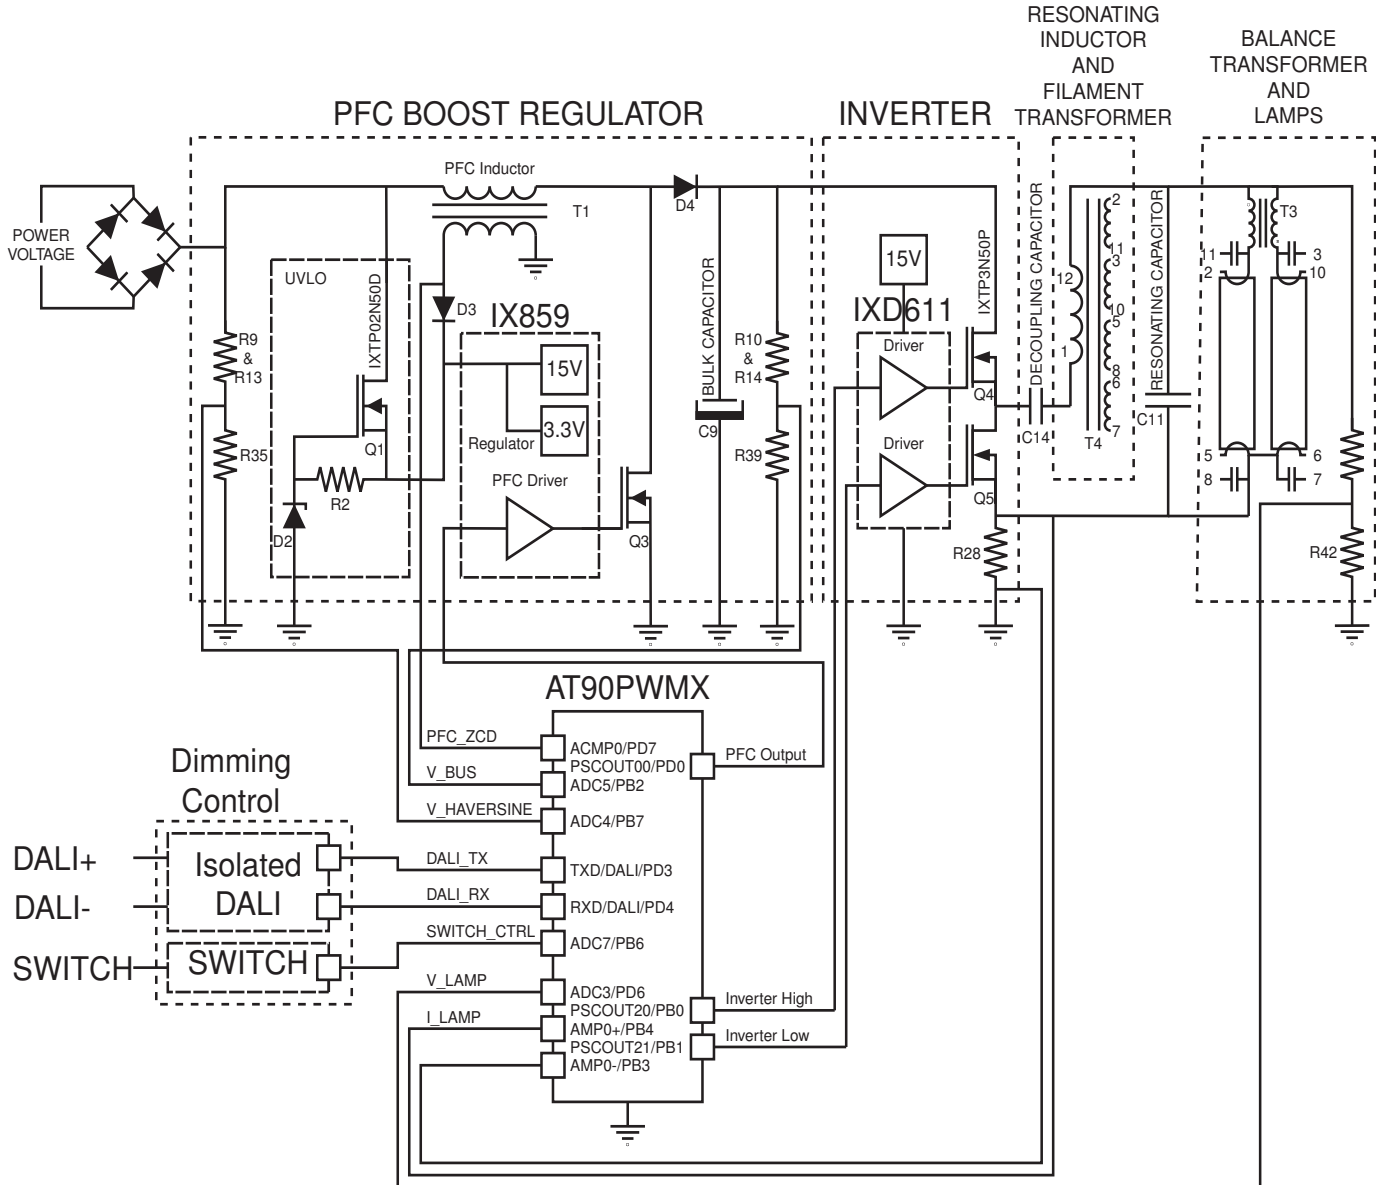 RESONATING
INDUCTOR
AND
FILAMENT
TRANSFORMER
BALANCE
TRANSFORMER
AND
LAMPS
PFC BOOST REGULATOR
INVERTER
POWER
VOLTAGE
PFC Inductor
T1
D4
UVLO
IXTP02N50D
D3
IX859
15V
3.3V
Regulator
PFC Driver
R9
&
R13
R35
Q1
R2
D2
Q3
BULK CAPACITOR
C9
R10
&
R14
R39
15V
IXD611
Driver
Driver
IXTP3N50P
Q4
Q5
R28
DECOUPLING CAPACITOR
C14
12
1
2
11
3
10
5
8
6
7
T4
RESONATING CAPACITOR
C11
T3
11
3
2
10
5
6
8
7
R42
AT90PWMX
PFC_ZCD
ACMP0/PD7
PSCOUT00/PD0
PFC Output
V_BUS
ADC5/PB2
V_HAVERSINE
ADC4/PB7
Dimming
Control
DALI+
DALI-
Isolated
DALI
DALI_TX
TXD/DALI/PD3
DALI_RX
RXD/DALI/PD4
SWITCH
SWITCH
SWITCH_CTRL
ADC7/PB6
V_LAMP
ADC3/PD6
PSCOUT20/PB0
Inverter High
I_LAMP
AMP0+/PB4
PSCOUT21/PB1
Inverter Low
AMP0-/PB3